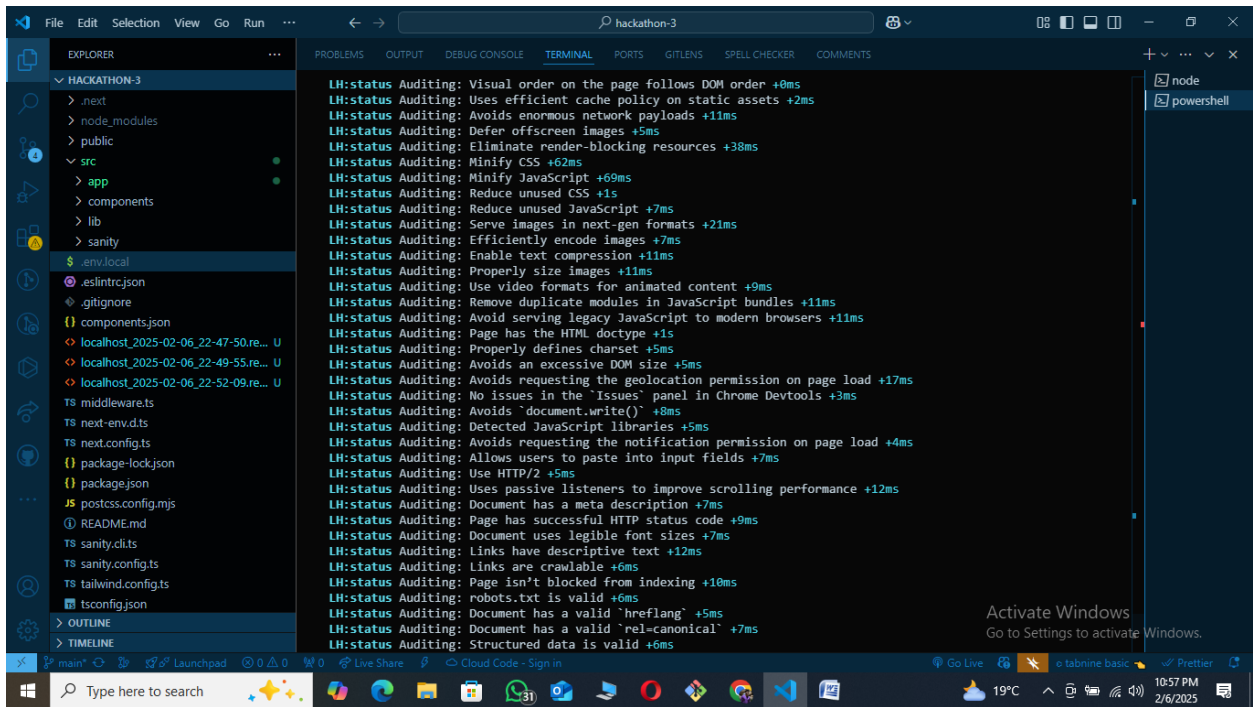 File Edit Selection View Go Run ··· hackathon-3
EXPLORER ···
HACKATHON-3
.next
node_modules
public
src
app
components
lib
sanity
$ .env.local
.eslintrc.json
.gitignore
{} components.json
<> localhost_2025-02-06_22-47-50.re... U
<> localhost_2025-02-06_22-49-55.re... U
<> localhost_2025-02-06_22-52-09.re... U
TS middleware.ts
TS next-env.d.ts
TS next.config.ts
{} package-lock.json
{} package.json
JS postcss.config.mjs
README.md
TS sanity.cli.ts
TS sanity.config.ts
TS tailwind.config.ts
tsconfig.json
OUTLINE
TIMELINE
4
PROBLEMS OUTPUT DEBUG CONSOLE TERMINAL PORTS GITLENS SPELL CHECKER COMMENTS
LH:status Auditing: Visual order on the page follows DOM order +0ms
LH:status Auditing: Uses efficient cache policy on static assets +2ms
LH:status Auditing: Avoids enormous network payloads +11ms
LH:status Auditing: Defer offscreen images +5ms
LH:status Auditing: Eliminate render-blocking resources +38ms
LH:status Auditing: Minify CSS +62ms
LH:status Auditing: Minify JavaScript +69ms
LH:status Auditing: Reduce unused CSS +1s
LH:status Auditing: Reduce unused JavaScript +7ms
LH:status Auditing: Serve images in next-gen formats +21ms
LH:status Auditing: Efficiently encode images +7ms
LH:status Auditing: Enable text compression +11ms
LH:status Auditing: Properly size images +11ms
LH:status Auditing: Use video formats for animated content +9ms
LH:status Auditing: Remove duplicate modules in JavaScript bundles +11ms
LH:status Auditing: Avoid serving legacy JavaScript to modern browsers +11ms
LH:status Auditing: Page has the HTML doctype +1s
LH:status Auditing: Properly defines charset +5ms
LH:status Auditing: Avoids an excessive DOM size +5ms
LH:status Auditing: Avoids requesting the geolocation permission on page load +17ms
LH:status Auditing: No issues in the `Issues` panel in Chrome Devtools +3ms
LH:status Auditing: Avoids `document.write()` +8ms
LH:status Auditing: Detected JavaScript libraries +5ms
LH:status Auditing: Avoids requesting the notification permission on page load +4ms
LH:status Auditing: Allows users to paste into input fields +7ms
LH:status Auditing: Use HTTP/2 +5ms
LH:status Auditing: Uses passive listeners to improve scrolling performance +12ms
LH:status Auditing: Document has a meta description +7ms
LH:status Auditing: Page has successful HTTP status code +9ms
LH:status Auditing: Document uses legible font sizes +7ms
LH:status Auditing: Links have descriptive text +12ms
LH:status Auditing: Links are crawlable +6ms
LH:status Auditing: Page isn’t blocked from indexing +10ms
LH:status Auditing: robots.txt is valid +6ms
LH:status Auditing: Document has a valid `hreflang` +5ms
LH:status Auditing: Document has a valid `rel=canonical` +7ms
LH:status Auditing: Structured data is valid +6ms
node
powershell
Activate Windows
Go to Settings to activate Windows.
main* Launchpad 0 0 0 Live Share Cloud Code - Sign in Go Live tabnine basic Prettier
Type here to search 31 19°C 10:57 PM
2/6/2025